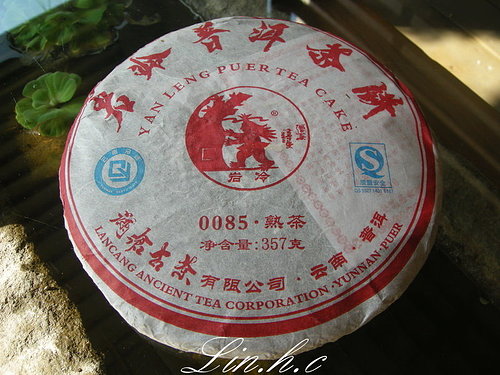 岩冷普洱茶餅
YAN LENG PUER TEA CAKE
®
岩冷
0085·熟茶
净含量:357克
澜沧古茶有限公司·云南·普洱
LANCANG ANCIENT TEA CORPORATION·YUNNAN·PUER
Lin.h.c